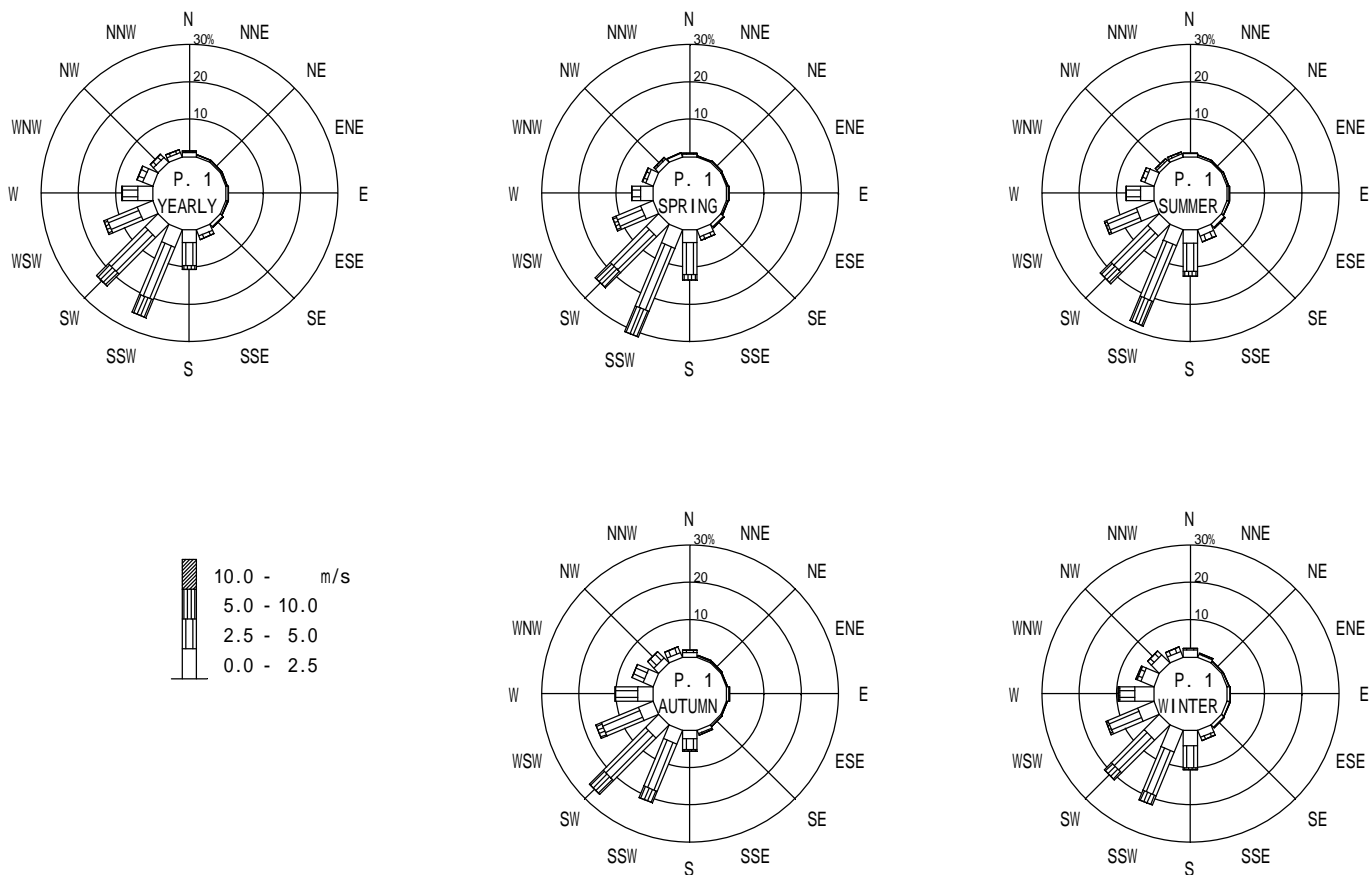 N
NNW NNE
30%
NW NE
20
WNW 10 ENE
P. 1
W E
YEARLY
WSW ESE
SW SE
SSW SSE
S
N
NNW NNE
30%
NW NE
20
WNW 10 ENE
P. 1
W E
SPRING
WSW ESE
SW SE
SSW SSE
S
N
NNW NNE
30%
NW NE
20
WNW 10 ENE
P. 1
W E
SUMMER
WSW ESE
SW SE
SSW SSE
S
10.0 - m/s
5.0 - 10.0
2.5 - 5.0
0.0 - 2.5
N
NNW NNE
30%
NW NE
20
WNW 10 ENE
P. 1
W E
AUTUMN
WSW ESE
SW SE
SSW SSE
S
N
NNW NNE
30%
NW NE
20
WNW 10 ENE
P. 1
W E
WINTER
WSW ESE
SW SE
SSW SSE
S